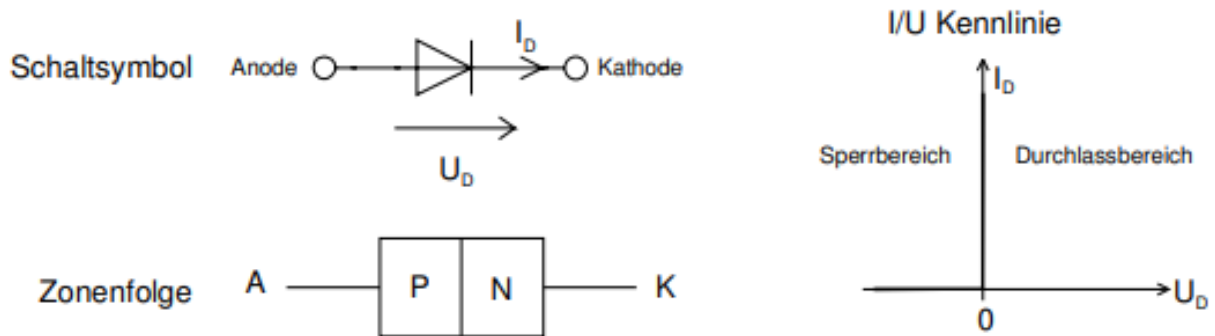 Schaltsymbol
Anode
I_D
Kathode
U_D
Zonenfolge
A
P
N
K
I/U Kennlinie
I_D
Sperrbereich
Durchlassbereich
U_D
0